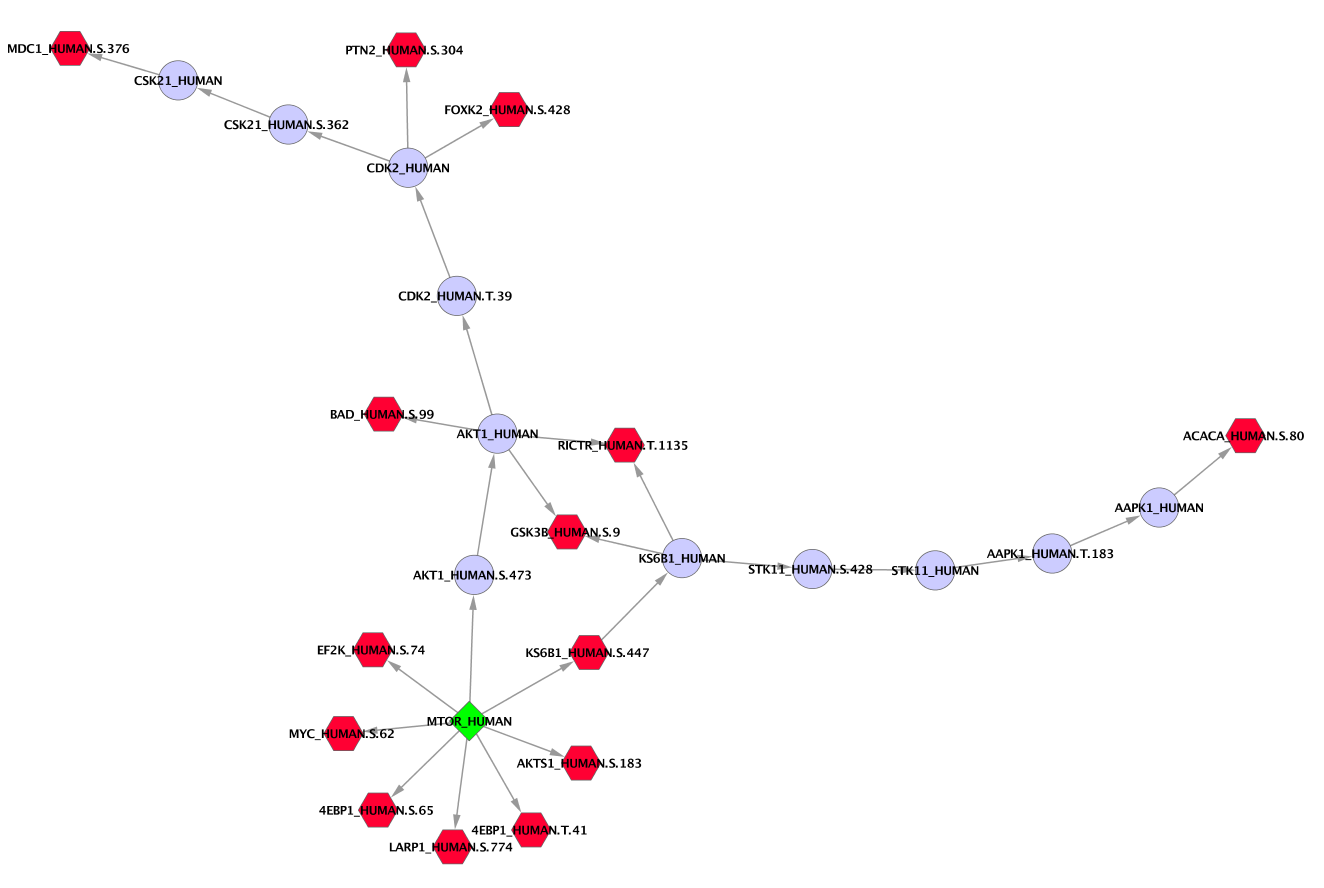 MDC1_HUMAN.S.376
PTN2_HUMAN.S.304
CSK21_HUMAN
FOXK2_HUMAN.S.428
CSK21_HUMAN.S.362
CDK2_HUMAN
CDK2_HUMAN.T.39
BAD_HUMAN.S.99
AKT1_HUMAN
RICTR_HUMAN.T.1135
ACACA_HUMAN.S.80
AAPK1_HUMAN
GSK3B_HUMAN.S.9
KS6B1_HUMAN
AAPK1_HUMAN.T.183
AKT1_HUMAN.S.473
STK11_HUMAN.S.428
STK11_HUMAN
EF2K_HUMAN.S.74
KS6B1_HUMAN.S.447
MTOR_HUMAN
MYC_HUMAN.S.62
AKTS1_HUMAN.S.183
4EBP1_HUMAN.S.65
4EBP1_HUMAN.T.41
LARP1_HUMAN.S.774